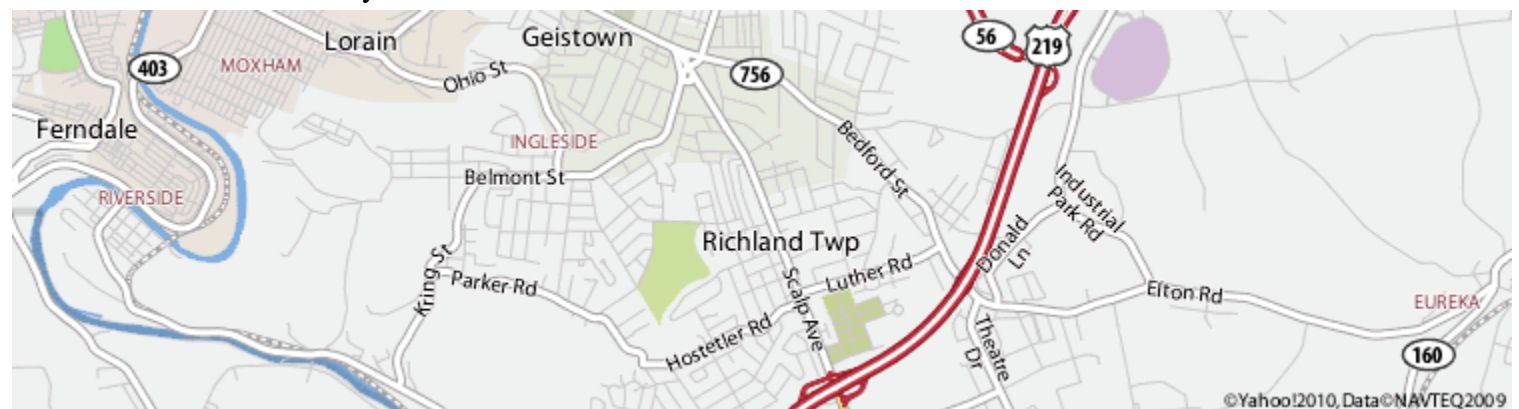 Lorain
Geistown
56
219
403
MOXHAM
Ohio St
756
Ferndale
INGLESIDE
Bedford St
Belmont St
Industrial
Park Rd
RIVERSIDE
Richland Twp
Donald
Ln
Kring St
Parker Rd
Scalp Ave
Luther Rd
Elton Rd
EUREKA
Hostetler Rd
Theatre
Dr
160
©Yahoo!2010, Data©NAVTEQ2009